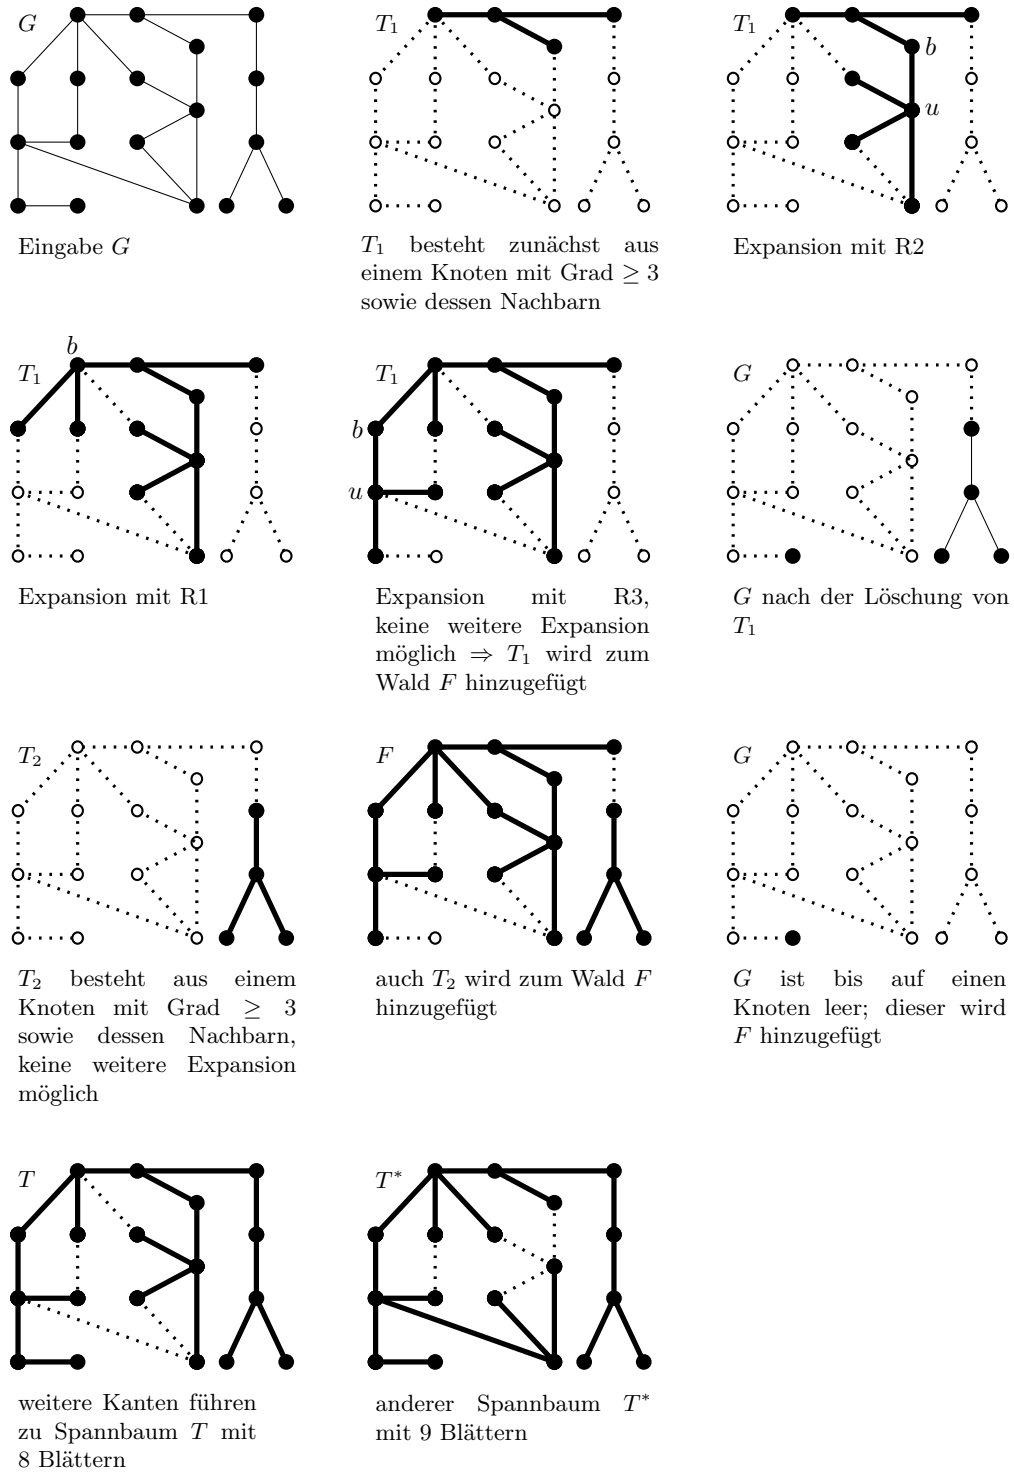 G
Eingabe G
T₁
T₁ besteht zunächst aus
einem Knoten mit Grad ≥ 3
sowie dessen Nachbarn
T₁
b
u
Expansion mit R2
b
T₁
Expansion mit R1
T₁
b
u
Expansion mit R3,
keine weitere Expansion
möglich ⇒ T₁ wird zum
Wald F hinzugefügt
G
G nach der Löschung von
T₁
T₂
T₂ besteht aus einem
Knoten mit Grad ≥ 3
sowie dessen Nachbarn,
keine weitere Expansion
möglich
F
auch T₂ wird zum Wald F
hinzugefügt
G
G ist bis auf einen
Knoten leer; dieser wird
F hinzugefügt
T
weitere Kanten führen
zu Spannbaum T mit
8 Blättern
T*
anderer Spannbaum T*
mit 9 Blättern